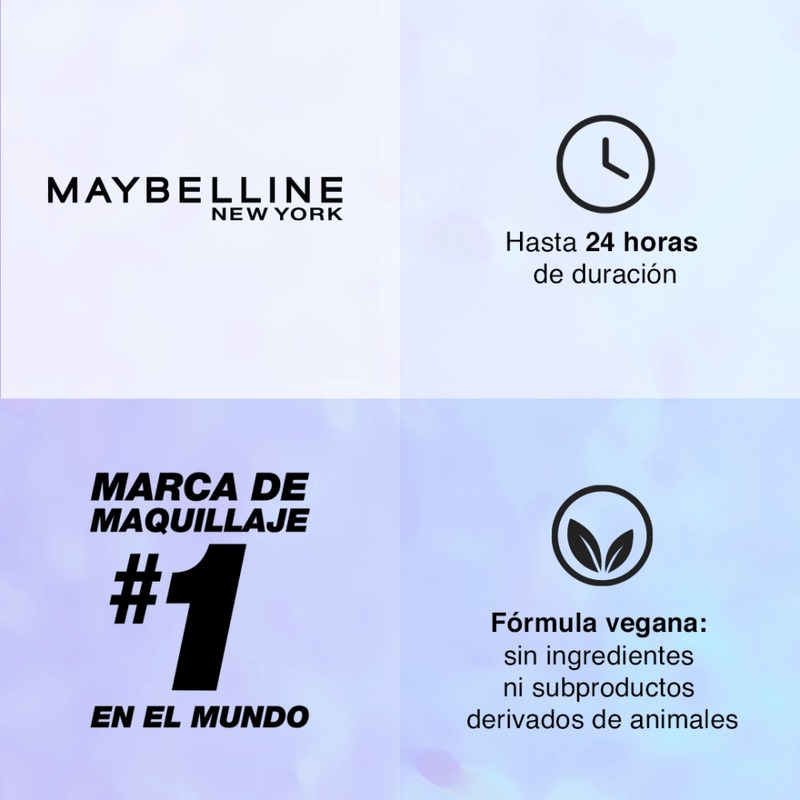 MAYBELLINE
NEW YORK
Hasta 24 horas
de duración
MARCA DE
MAQUILLAJE
#1
EN EL MUNDO
Fórmula vegana:
sin ingredientes
ni subproductos
derivados de animales